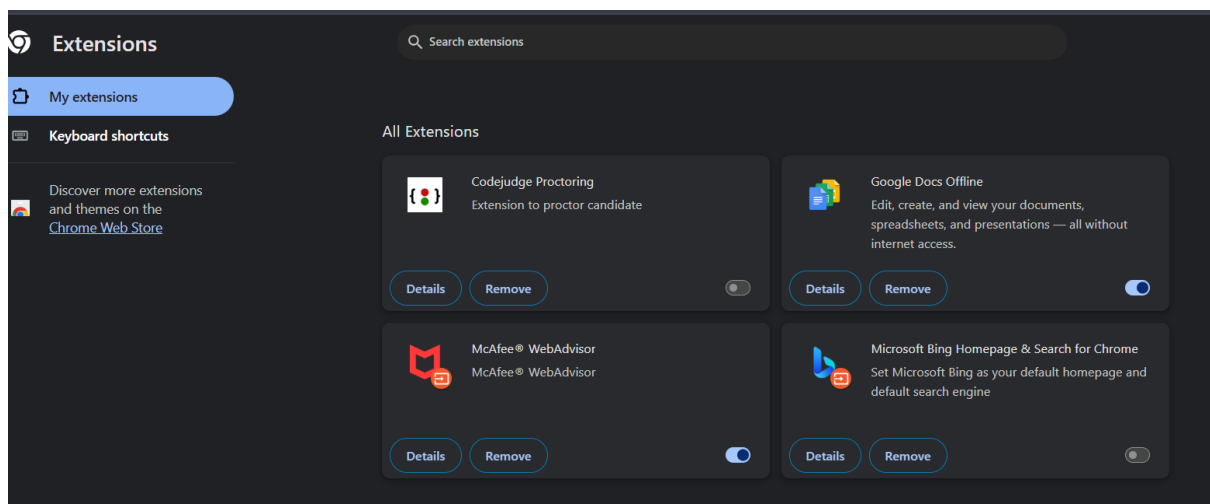 Extensions
Search extensions
My extensions
Keyboard shortcuts
Discover more extensions
and themes on the
Chrome Web Store
All Extensions
Codejudge Proctoring
Extension to proctor candidate
Details
Remove
Google Docs Offline
Edit, create, and view your documents,
spreadsheets, and presentations — all without
internet access.
Details
Remove
McAfee® WebAdvisor
McAfee® WebAdvisor
Details
Remove
Microsoft Bing Homepage & Search for Chrome
Set Microsoft Bing as your default homepage and
default search engine
Details
Remove